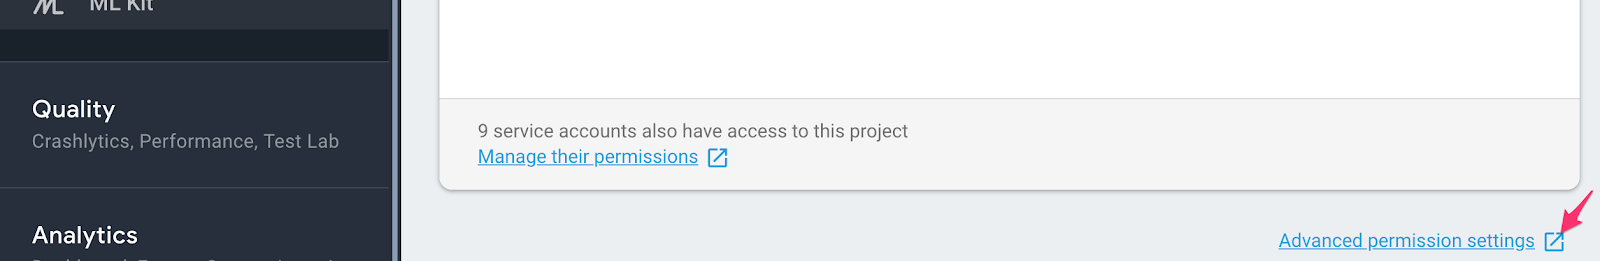 ML Kit
Quality
Crashlytics, Performance, Test Lab
Analytics
9 service accounts also have access to this project
Manage their permissions
Advanced permission settings